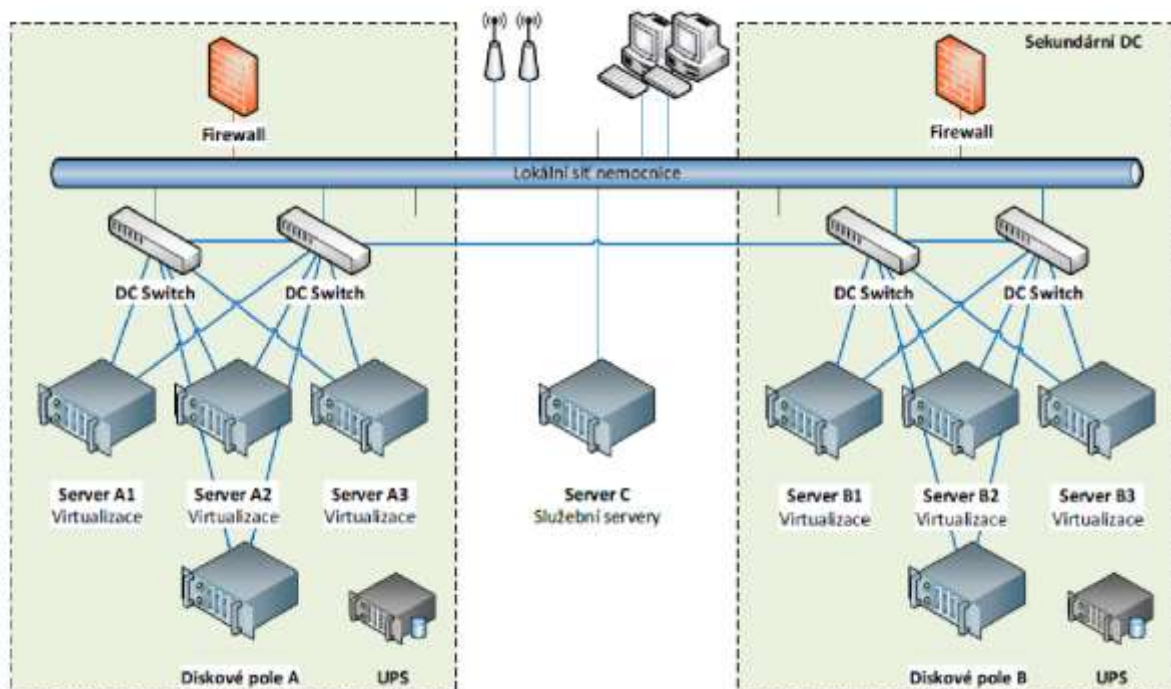 Sekundární DC
Firewall
Firewall
Lokální síť nemocnice
DC Switch
DC Switch
DC Switch
DC Switch
Server A1
Virtualizace
Server A2
Virtualizace
Server A3
Virtualizace
Server C
Služební servery
Server B1
Virtualizace
Server B2
Virtualizace
Server B3
Virtualizace
Diskové pole A
UPS
Diskové pole B
UPS